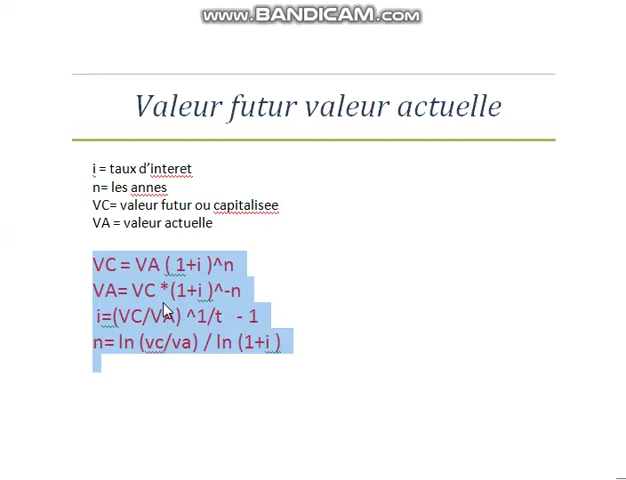 www.BANDICAM.com
Valeur futur valeur actuelle
i = taux d'interet
n= les annes
VC= valeur futur ou capitalisee
VA = valeur actuelle
VC = VA ( 1+i )^n
VA= VC *(1+i )^-n
i=(VC/VA) ^1/t - 1
n= ln (vc/va) / ln (1+i )